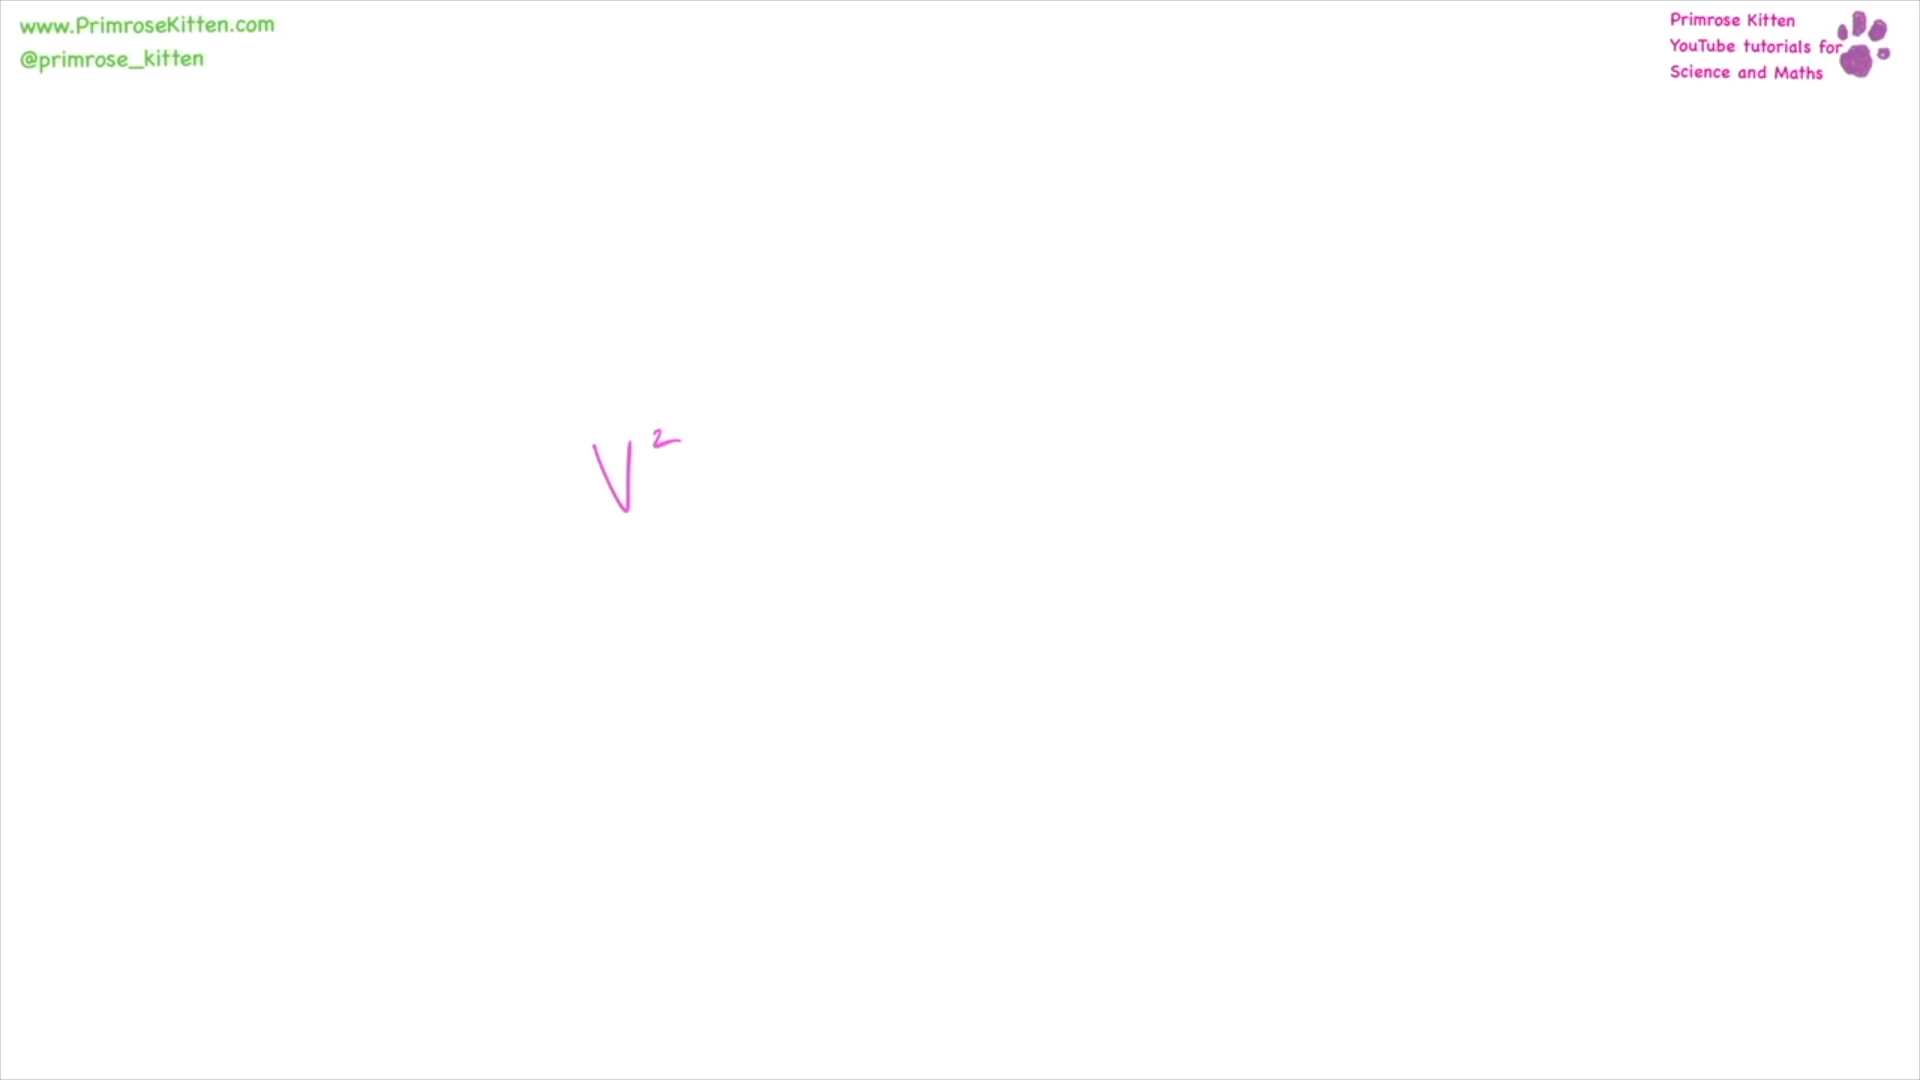 www.PrimroseKitten.com
@primrose_kitten
Primrose Kitten
YouTube tutorials for
Science and Maths
V²